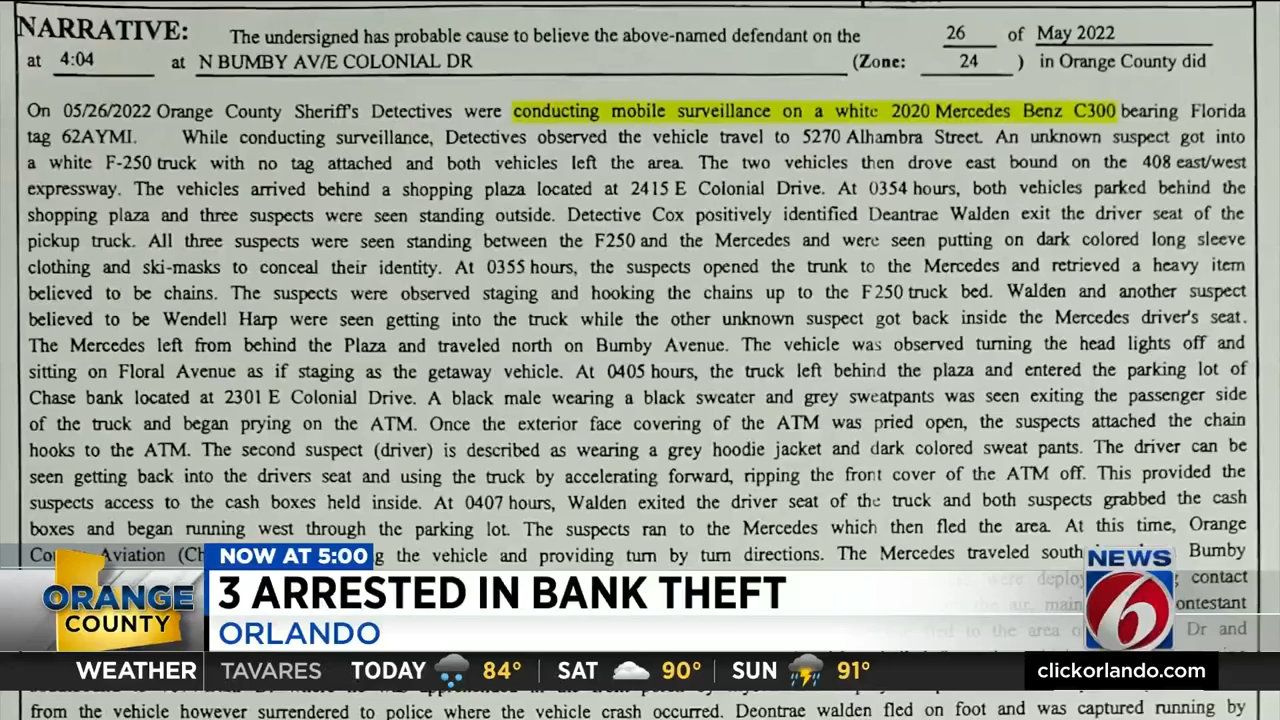 NARRATIVE: The undersigned has probable cause to believe the above-named defendant on the 26 of May 2022
at 4:04 at N BUMBY AV/E COLONIAL DR (Zone: 24 ) in Orange County did
On 05/26/2022 Orange County Sheriff's Detectives were conducting mobile surveillance on a white 2020 Mercedes Benz C300 bearing Florida
tag 62AYMI. While conducting surveillance, Detectives observed the vehicle travel to 5270 Alhambra Street. An unknown suspect got into
a white F-250 truck with no tag attached and both vehicles left the area. The two vehicles then drove east bound on the 408 east/west
expressway. The vehicles arrived behind a shopping plaza located at 2415 E Colonial Drive. At 0354 hours, both vehicles parked behind the
shopping plaza and three suspects were seen standing outside. Detective Cox positively identified Deantrae Walden exit the driver seat of the
pickup truck. All three suspects were seen standing between the F250 and the Mercedes and were seen putting on dark colored long sleeve
clothing and ski-masks to conceal their identity. At 0355 hours, the suspects opened the trunk to the Mercedes and retrieved a heavy item
believed to be chains. The suspects were observed staging and hooking the chains up to the F250 truck bed. Walden and another suspect
believed to be Wendell Harp were seen getting into the truck while the other unknown suspect got back inside the Mercedes driver's seat.
The Mercedes left from behind the Plaza and traveled north on Bumby Avenue. The vehicle was observed turning the head lights off and
sitting on Floral Avenue as if staging as the getaway vehicle. At 0405 hours, the truck left behind the plaza and entered the parking lot of
Chase bank located at 2301 E Colonial Drive. A black male wearing a black sweater and grey sweatpants was seen exiting the passenger side
of the truck and began prying on the ATM. Once the exterior face covering of the ATM was pried open, the suspects attached the chain
hooks to the ATM. The second suspect (driver) is described as wearing a grey hoodie jacket and dark colored sweat pants. The driver can be
seen getting back into the drivers seat and using the truck by accelerating forward, ripping the front cover of the ATM off. This provided the
suspects access to the cash boxes held inside. At 0407 hours, Walden exited the driver seat of the truck and both suspects grabbed the cash
boxes and began running west through the parking lot. The suspects ran to the Mercedes which then fled the area. At this time, Orange
Aviation the vehicle and providing turn by turn directions. The Mercedes traveled south Bumby
were contact
the air,
to the area Dr and
NOW AT 5:00
3 ARRESTED IN BANK THEFT
ORLANDO
ORANGE
COUNTY
NEWS
6
WEATHER TAVARES TODAY 84° SAT 90° SUN 91° clickorlando.com
from the vehicle however surrendered to police where the vehicle crash occurred. Deontrae walden fled on foot and was captured running by